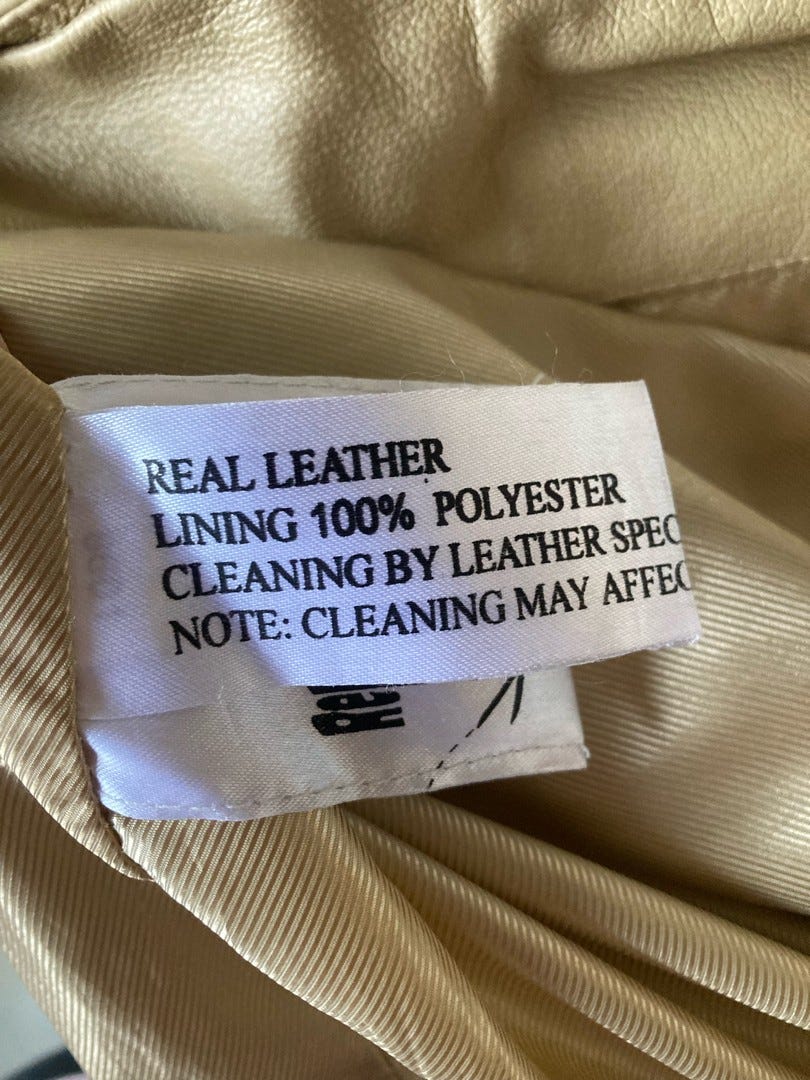 REAL LEATHER
LINING 100% POLYESTER
CLEANING BY LEATHER SPEC
NOTE: CLEANING MAY AFFEC